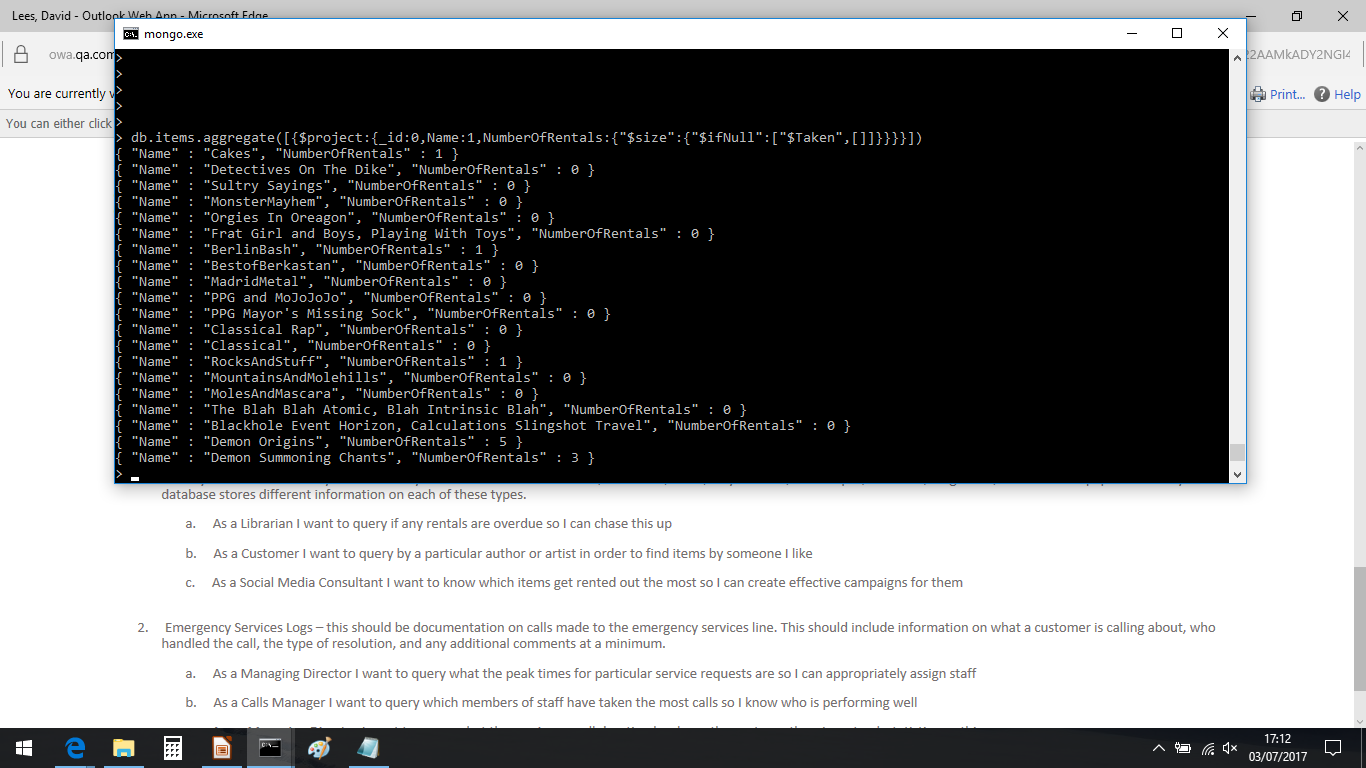 Lees, David - Outlook Web App - Microsoft Edge
mongo.exe
owa.qa.com
22AAMkADY2NGI4
You are currently
Print... Help
You can either click
>
>
>
>
>
> db.items.aggregate([{$project:{_id:0,Name:1,NumberOfRentals:{"$size":{"$ifNull":["$Taken",[]]}}}}])
{ "Name" : "Cakes", "NumberOfRentals" : 1 }
{ "Name" : "Detectives On The Dike", "NumberOfRentals" : 0 }
{ "Name" : "Sultry Sayings", "NumberOfRentals" : 0 }
{ "Name" : "MonsterMayhem", "NumberOfRentals" : 0 }
{ "Name" : "Orgies In Oreagon", "NumberOfRentals" : 0 }
{ "Name" : "Frat Girl and Boys, Playing With Toys", "NumberOfRentals" : 0 }
{ "Name" : "BerlinBash", "NumberOfRentals" : 1 }
{ "Name" : "BestofBerkastan", "NumberOfRentals" : 0 }
{ "Name" : "MadridMetal", "NumberOfRentals" : 0 }
{ "Name" : "PPG and MoJoJoJo", "NumberOfRentals" : 0 }
{ "Name" : "PPG Mayor's Missing Sock", "NumberOfRentals" : 0 }
{ "Name" : "Classical Rap", "NumberOfRentals" : 0 }
{ "Name" : "Classical", "NumberOfRentals" : 0 }
{ "Name" : "RocksAndStuff", "NumberOfRentals" : 1 }
{ "Name" : "MountainsAndMolehills", "NumberOfRentals" : 0 }
{ "Name" : "MolesAndMascara", "NumberOfRentals" : 0 }
{ "Name" : "The Blah Blah Atomic, Blah Intrinsic Blah", "NumberOfRentals" : 0 }
{ "Name" : "Blackhole Event Horizon, Calculations Slingshot Travel", "NumberOfRentals" : 0 }
{ "Name" : "Demon Origins", "NumberOfRentals" : 5 }
{ "Name" : "Demon Summoning Chants", "NumberOfRentals" : 3 }
>
database stores different information on each of these types.
a. As a Librarian I want to query if any rentals are overdue so I can chase this up
b. As a Customer I want to query by a particular author or artist in order to find items by someone I like
c. As a Social Media Consultant I want to know which items get rented out the most so I can create effective campaigns for them
2. Emergency Services Logs – this should be documentation on calls made to the emergency services line. This should include information on what a customer is calling about, who
handled the call, the type of resolution, and any additional comments at a minimum.
a. As a Managing Director I want to query what the peak times for particular service requests are so I can appropriately assign staff
b. As a Calls Manager I want to query which members of staff have taken the most calls so I know who is performing well
17:12
03/07/2017